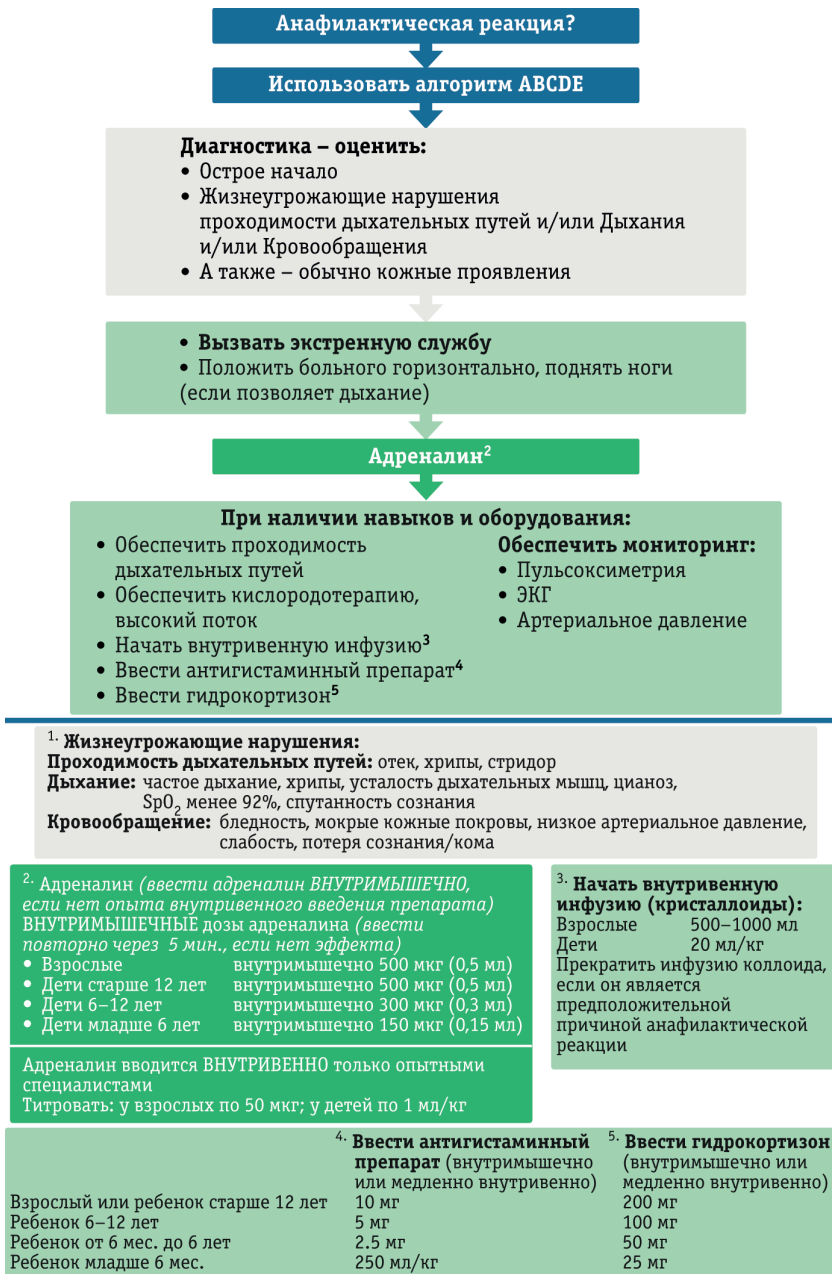 Анафилактическая реакция?
Использовать алгоритм ABCDE
Диагностика – оценить:
• Острое начало
• Жизнеугрожающие нарушения
проходимости дыхательных путей и/или Дыхания
и/или Кровообращения
• А также – обычно кожные проявления
• Вызвать экстренную службу
• Положить больного горизонтально, поднять ноги
(если позволяет дыхание)
Адреналин²
При наличии навыков и оборудования:
• Обеспечить проходимость
дыхательных путей
• Обеспечить кислородотерапию,
высокий поток
• Начать внутривенную инфузию³
• Ввести антигистаминный препарат⁴
• Ввести гидрокортизон⁵
Обеспечить мониторинг:
• Пульсоксиметрия
• ЭКГ
• Артериальное давление
¹· Жизнеугрожающие нарушения:
Проходимость дыхательных путей: отек, хрипы, стридор
Дыхание: частое дыхание, хрипы, усталость дыхательных мышц, цианоз,
SpO₂ менее 92%, спутанность сознания
Кровообращение: бледность, мокрые кожные покровы, низкое артериальное давление,
слабость, потеря сознания/кома
²· Адреналин (ввести адреналин ВНУТРИМЫШЕЧНО,
если нет опыта внутривенного введения препарата)
ВНУТРИМЫШЕЧНЫЕ дозы адреналина (ввести
повторно через 5 мин., если нет эффекта)
• Взрослые внутримышечно 500 мкг (0,5 мл)
• Дети старше 12 лет внутримышечно 500 мкг (0,5 мл)
• Дети 6–12 лет внутримышечно 300 мкг (0,3 мл)
• Дети младше 6 лет внутримышечно 150 мкг (0,15 мл)
Адреналин вводится ВНУТРИВЕННО только опытными
специалистами
Титровать: у взрослых по 50 мкг; у детей по 1 мл/кг
³· Начать внутривенную
инфузию (кристаллоиды):
Взрослые 500–1000 мл
Дети 20 мл/кг
Прекратить инфузию коллоида,
если он является
предположительной
причиной анафилактической
реакции
⁴· Ввести антигистаминный
препарат (внутримышечно
или медленно внутривенно)
⁵· Ввести гидрокортизон
(внутримышечно или
медленно внутривенно)
Взрослый или ребенок старше 12 лет 10 мг 200 мг
Ребенок 6–12 лет 5 мг 100 мг
Ребенок от 6 мес. до 6 лет 2.5 мг 50 мг
Ребенок младше 6 мес. 250 мл/кг 25 мг